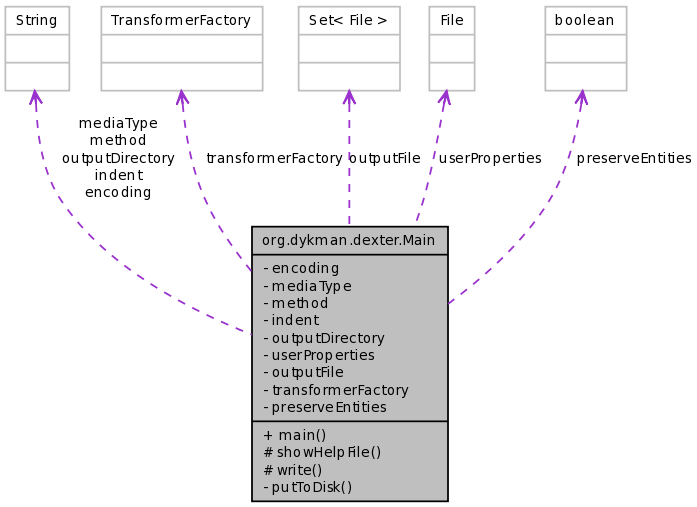 String
TransformerFactory
Set< File >
File
boolean
mediaType
method
outputDirectory
indent
encoding
transformerFactory
outputFile
userProperties
preserveEntities
org.dykman.dexter.Main
- encoding
- mediaType
- method
- indent
- outputDirectory
- userProperties
- outputFile
- transformerFactory
- preserveEntities
+ main()
# showHelpFile()
# write()
- putToDisk()